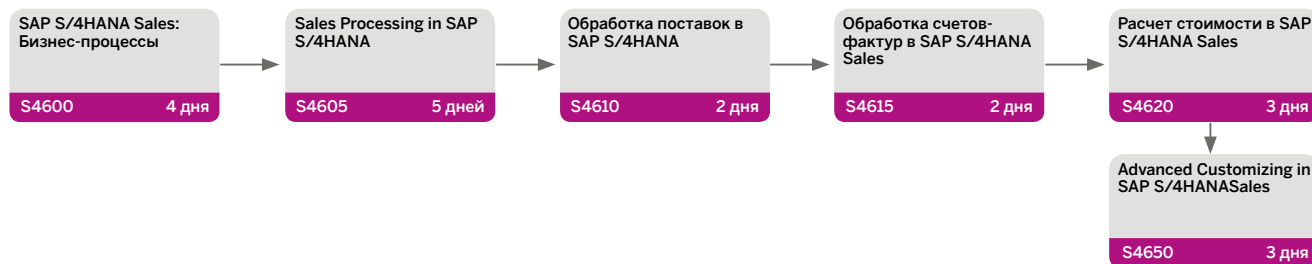 SAP S/4HANA Sales:
Бизнес-процессы
S4600 4 дня
Sales Processing in SAP
S/4HANA
S4605 5 дней
Обработка поставок в
SAP S/4HANA
S4610 2 дня
Обработка счетов-
фактур в SAP S/4HANA
Sales
S4615 2 дня
Расчет стоимости в SAP
S/4HANA Sales
S4620 3 дня
Advanced Customizing in
SAP S/4HANASales
S4650 3 дня